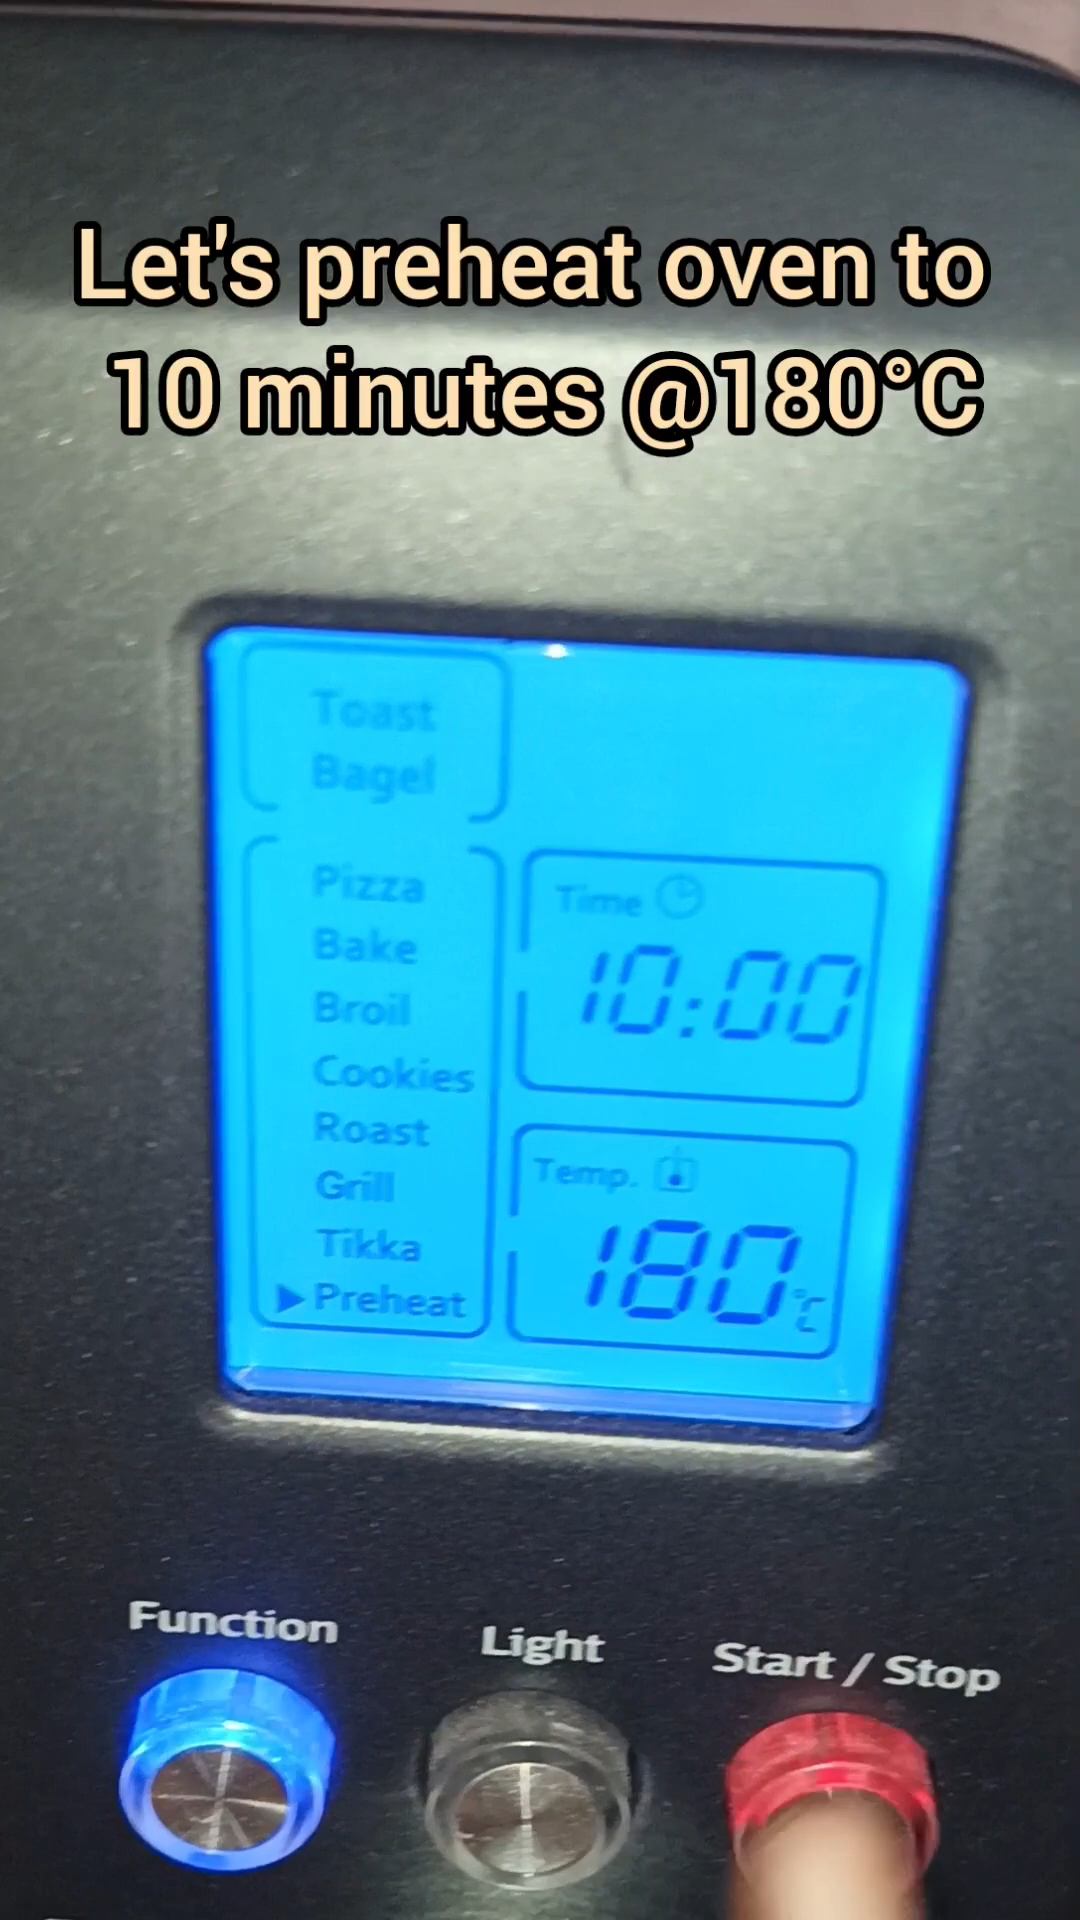 Let's preheat oven to
10 minutes @180°C
Toast
Bagel
Pizza
Bake
Broil
Cookies
Roast
Grill
Tikka
▶Preheat
Time
10:00
Temp.
180°C
Function
Light
Start / Stop